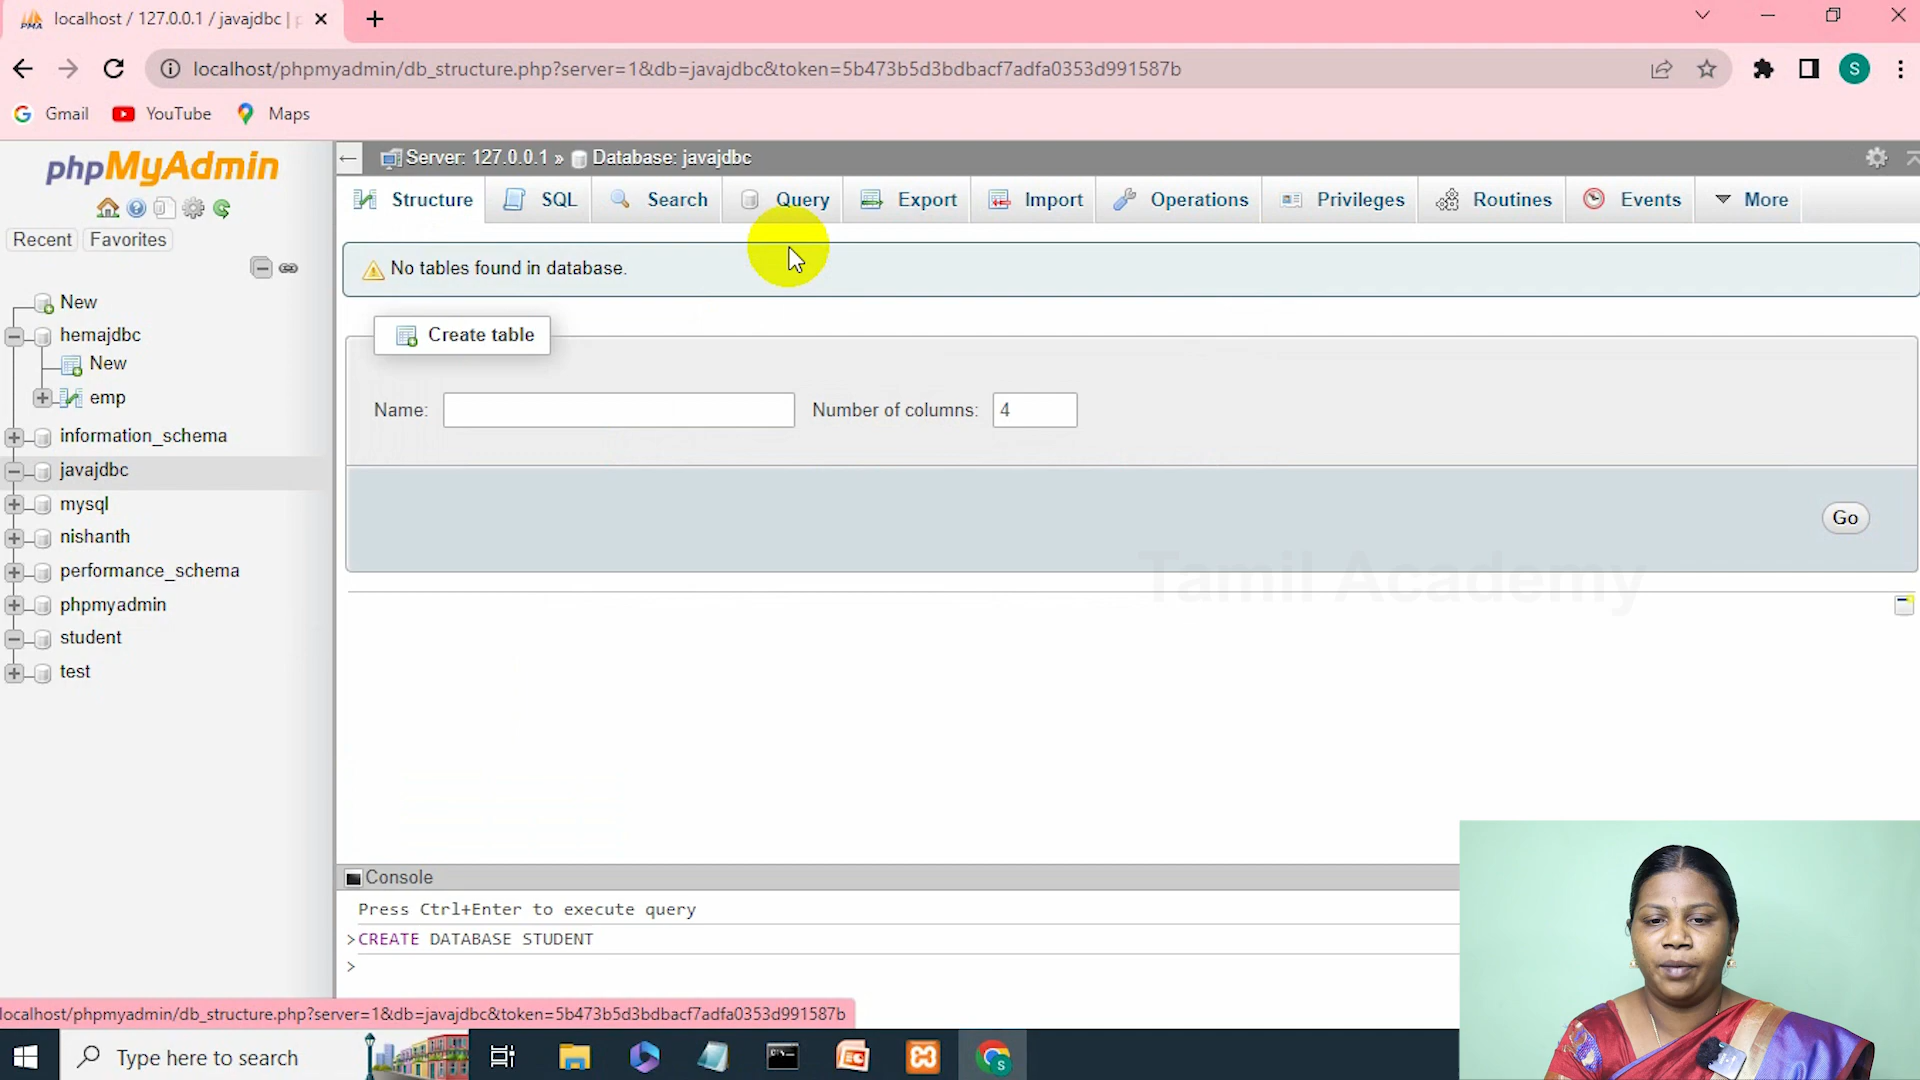 localhost / 127.0.0.1 / javajdbc | p
localhost/phpmyadmin/db_structure.php?server=1&db=javajdbc&token=5b473b5d3bdbacf7adfa0353d991587b
S
Gmail YouTube Maps
phpMyAdmin
Recent Favorites
New
hemajdbc
New
emp
information_schema
javajdbc
mysql
nishanth
performance_schema
phpmyadmin
student
test
Server: 127.0.0.1 » Database: javajdbc
Structure SQL Search Query Export Import Operations Privileges Routines Events More
No tables found in database.
Create table
Name: Number of columns: 4
Go
Tamil Academy
Console
Press Ctrl+Enter to execute query
>CREATE DATABASE STUDENT
>
localhost/phpmyadmin/db_structure.php?server=1&db=javajdbc&token=5b473b5d3bdbacf7adfa0353d991587b
Type here to search